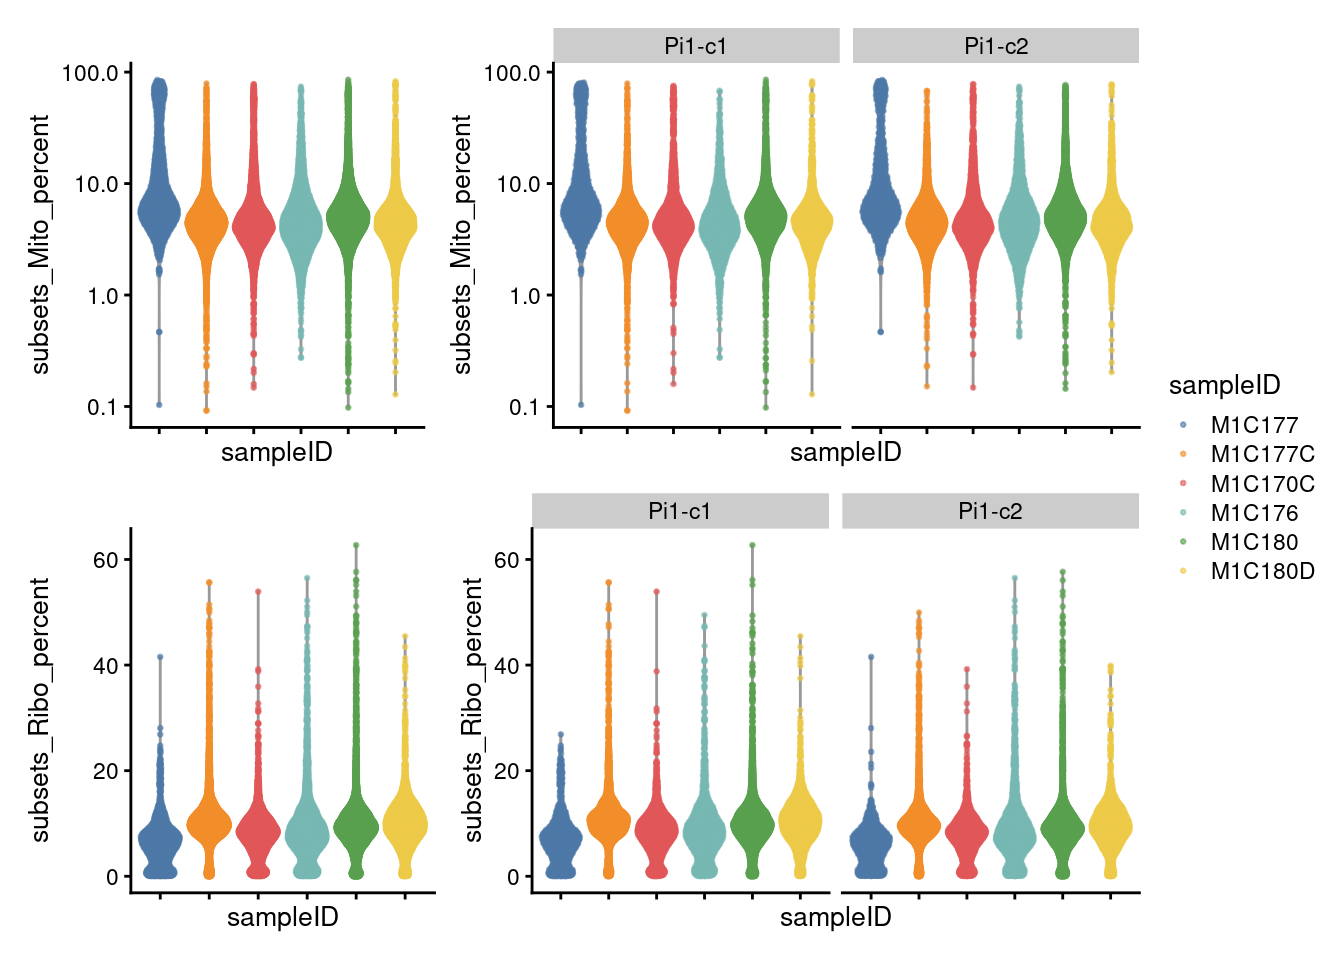 subsets_Mito_percent
100.0
10.0
1.0
0.1
sampleID
Pi1-c1
Pi1-c2
subsets_Mito_percent
100.0
10.0
1.0
0.1
sampleID
subsets_Ribo_percent
60
40
20
0
sampleID
Pi1-c1
Pi1-c2
subsets_Ribo_percent
60
40
20
0
sampleID
sampleID
M1C177
M1C177C
M1C170C
M1C176
M1C180
M1C180D